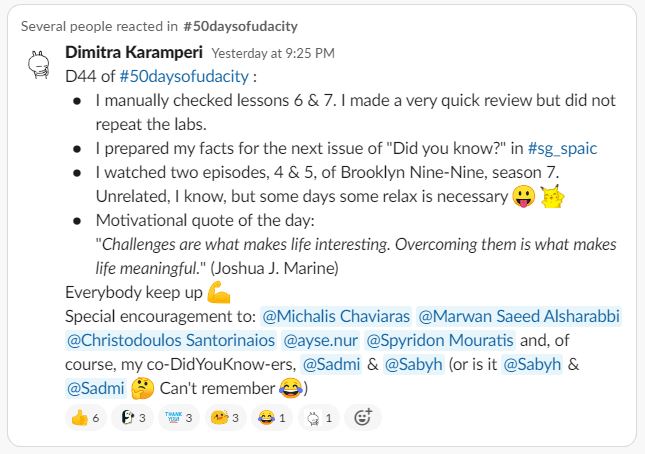 Several people reacted in #50daysofudacity
Dimitra Karamperi Yesterday at 9:25 PM
D44 of #50daysofudacity :
● I manually checked lessons 6 & 7. I made a very quick review but did not
repeat the labs.
● I prepared my facts for the next issue of "Did you know?" in #sg_spaic
● I watched two episodes, 4 & 5, of Brooklyn Nine-Nine, season 7.
Unrelated, I know, but some days some relax is necessary 😛
● Motivational quote of the day:
"Challenges are what makes life interesting. Overcoming them is what makes
life meaningful." (Joshua J. Marine)
Everybody keep up 💪
Special encouragement to: @Michalis Chaviaras @Marwan Saeed Alsharabbi
@Christodoulos Santorinaios @ayse.nur @Spyridon Mouratis and, of
course, my co-DidYouKnow-ers, @Sadmi & @Sabyh (or is it @Sabyh &
@Sadmi 🤔 Can't remember 😂)
👍 6 3 THANK YOU! 3 3 😂 1 1